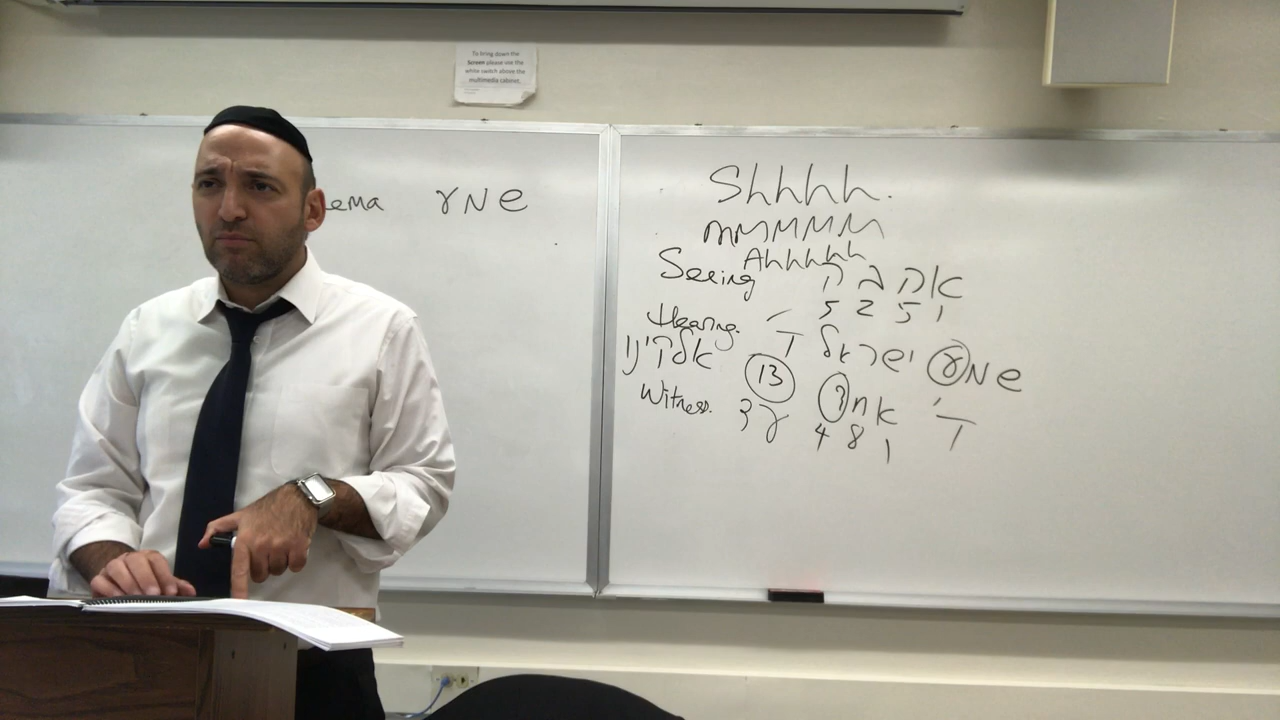 To bring down the
Screen please use the
white switch above the
multimedia cabinet.
ema שמע
Shhhh.
mmmmm
Ahhhhh
Seeing אהבה
5 2 5 1
Hearing.
שמע ישראל ד' אלקינו
13
Witness. עד ד' אחד
4 8 1